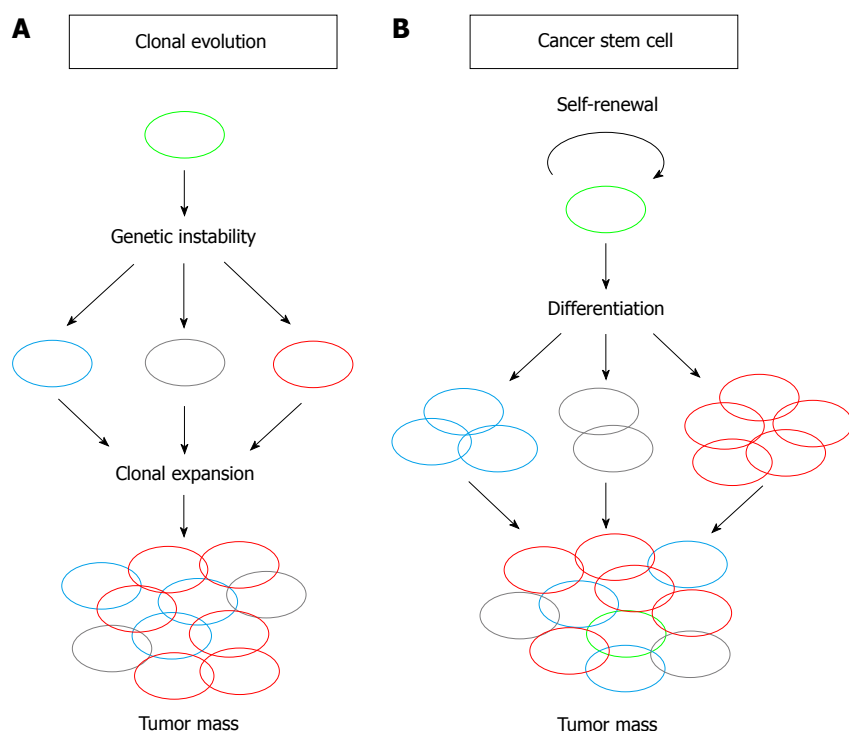 A
Clonal evolution
Genetic instability
Clonal expansion
Tumor mass
B
Cancer stem cell
Self-renewal
Differentiation
Tumor mass